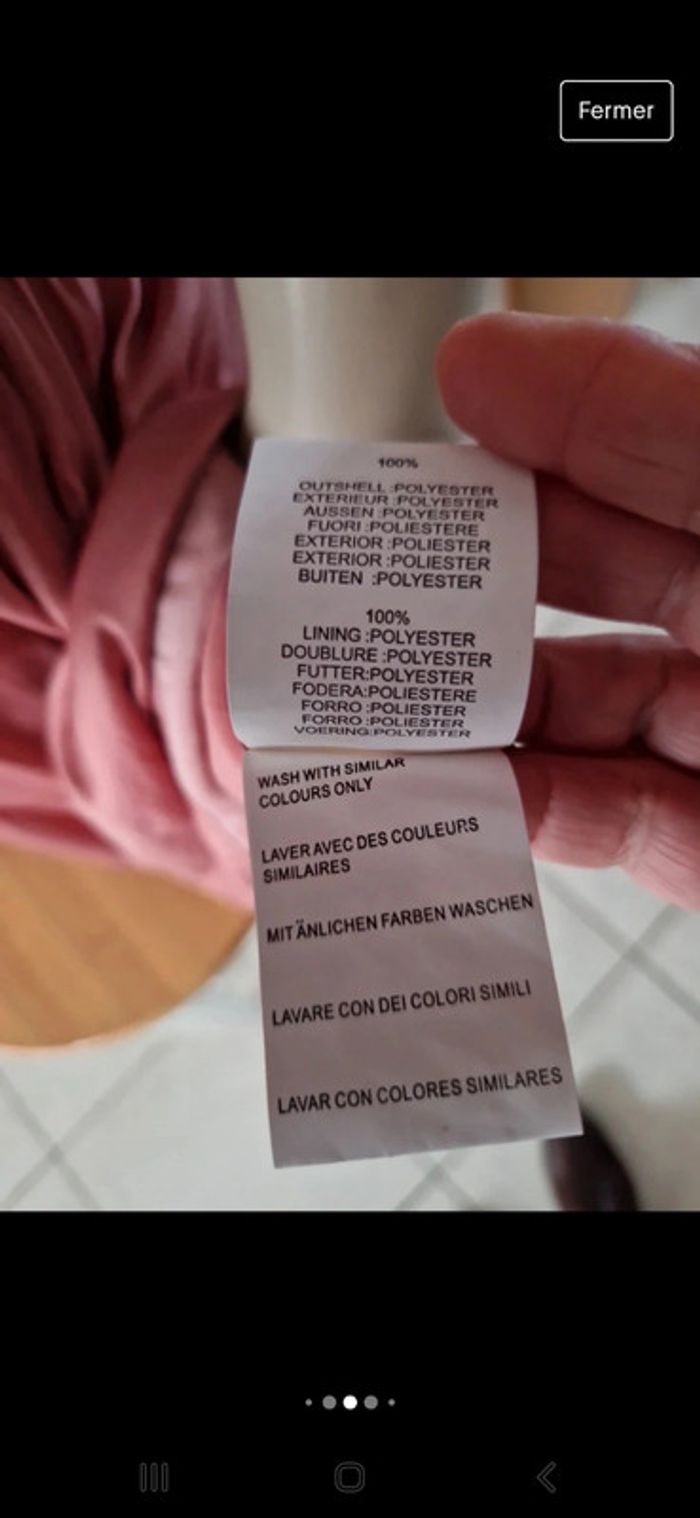 Fermer
100%
OUTSHELL :POLYESTER
EXTERIEUR :POLYESTER
AUSSEN :POLYESTER
FUORI :POLIESTERE
EXTERIOR :POLIESTER
EXTERIOR :POLIESTER
BUITEN :POLYESTER
100%
LINING :POLYESTER
DOUBLURE :POLYESTER
FUTTER:POLYESTER
FODERA:POLIESTERE
FORRO :POLIESTER
FORRO :POLIESTER
VOERING:POLYESTER
WASH WITH SIMILAR
COLOURS ONLY
LAVER AVEC DES COULEURS
SIMILAIRES
MIT ÄNLICHEN FARBEN WASCHEN
LAVARE CON DEI COLORI SIMILI
LAVAR CON COLORES SIMILARES